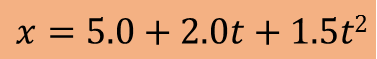 x = 5.0 + 2.0t + 1.5t²